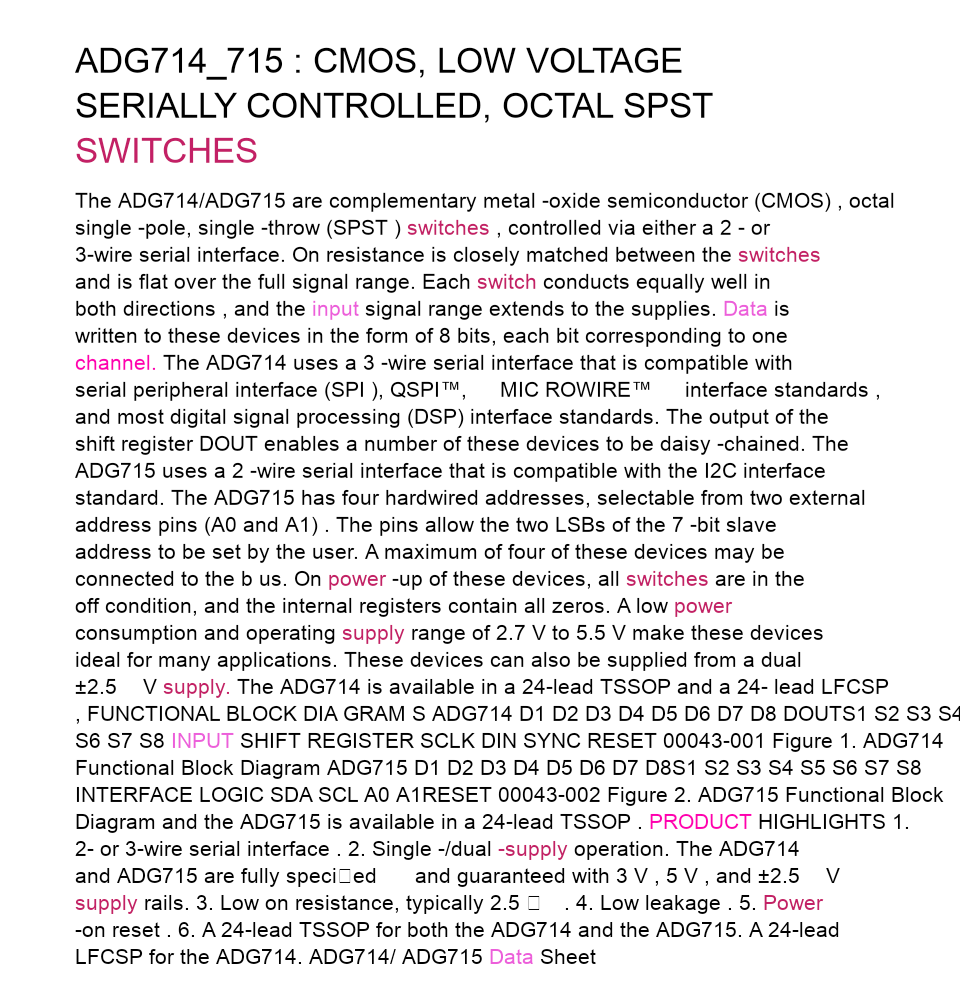 ADG714_715 : CMOS, LOW VOLTAGE
SERIALLY CONTROLLED, OCTAL SPST
SWITCHES
The ADG714/ADG715 are complementary metal -oxide semiconductor (CMOS) , octal
single -pole, single -throw (SPST ) switches , controlled via either a 2 - or
3-wire serial interface. On resistance is closely matched between the switches
and is flat over the full signal range. Each switch conducts equally well in
both directions , and the input signal range extends to the supplies. Data is
written to these devices in the form of 8 bits, each bit corresponding to one
channel. The ADG714 uses a 3 -wire serial interface that is compatible with
serial peripheral interface (SPI ), QSPI™, MIC ROWIRE™ interface standards ,
and most digital signal processing (DSP) interface standards. The output of the
shift register DOUT enables a number of these devices to be daisy -chained. The
ADG715 uses a 2 -wire serial interface that is compatible with the I2C interface
standard. The ADG715 has four hardwired addresses, selectable from two external
address pins (A0 and A1) . The pins allow the two LSBs of the 7 -bit slave
address to be set by the user. A maximum of four of these devices may be
connected to the b us. On power -up of these devices, all switches are in the
off condition, and the internal registers contain all zeros. A low power
consumption and operating supply range of 2.7 V to 5.5 V make these devices
ideal for many applications. These devices can also be supplied from a dual
±2.5 V supply. The ADG714 is available in a 24-lead TSSOP and a 24- lead LFCSP
, FUNCTIONAL BLOCK DIA GRAM S ADG714 D1 D2 D3 D4 D5 D6 D7 D8 DOUTS1 S2 S3 S4
S6 S7 S8 INPUT SHIFT REGISTER SCLK DIN SYNC RESET 00043-001 Figure 1. ADG714
Functional Block Diagram ADG715 D1 D2 D3 D4 D5 D6 D7 D8S1 S2 S3 S4 S5 S6 S7 S8
INTERFACE LOGIC SDA SCL A0 A1RESET 00043-002 Figure 2. ADG715 Functional Block
Diagram and the ADG715 is available in a 24-lead TSSOP . PRODUCT HIGHLIGHTS 1.
2- or 3-wire serial interface . 2. Single -/dual -supply operation. The ADG714
and ADG715 are fully speci□ed and guaranteed with 3 V , 5 V , and ±2.5 V
supply rails. 3. Low on resistance, typically 2.5 □ . 4. Low leakage . 5. Power
-on reset . 6. A 24-lead TSSOP for both the ADG714 and the ADG715. A 24-lead
LFCSP for the ADG714. ADG714/ ADG715 Data Sheet